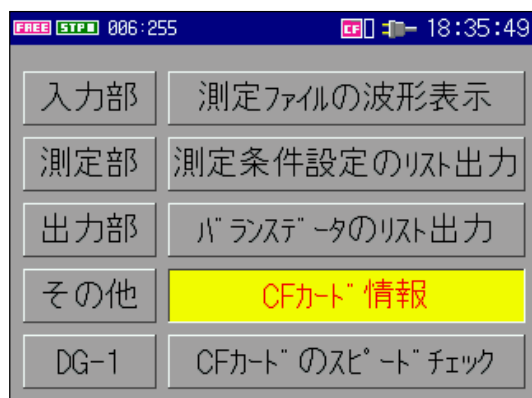 FREE STPD 006:255 CF 18:35:49
入力部 測定ファイルの波形表示
測定部 測定条件設定のリスト出力
出力部 バランスデータのリスト出力
その他 CFカード情報
DG-1 CFカードのスピードチェック